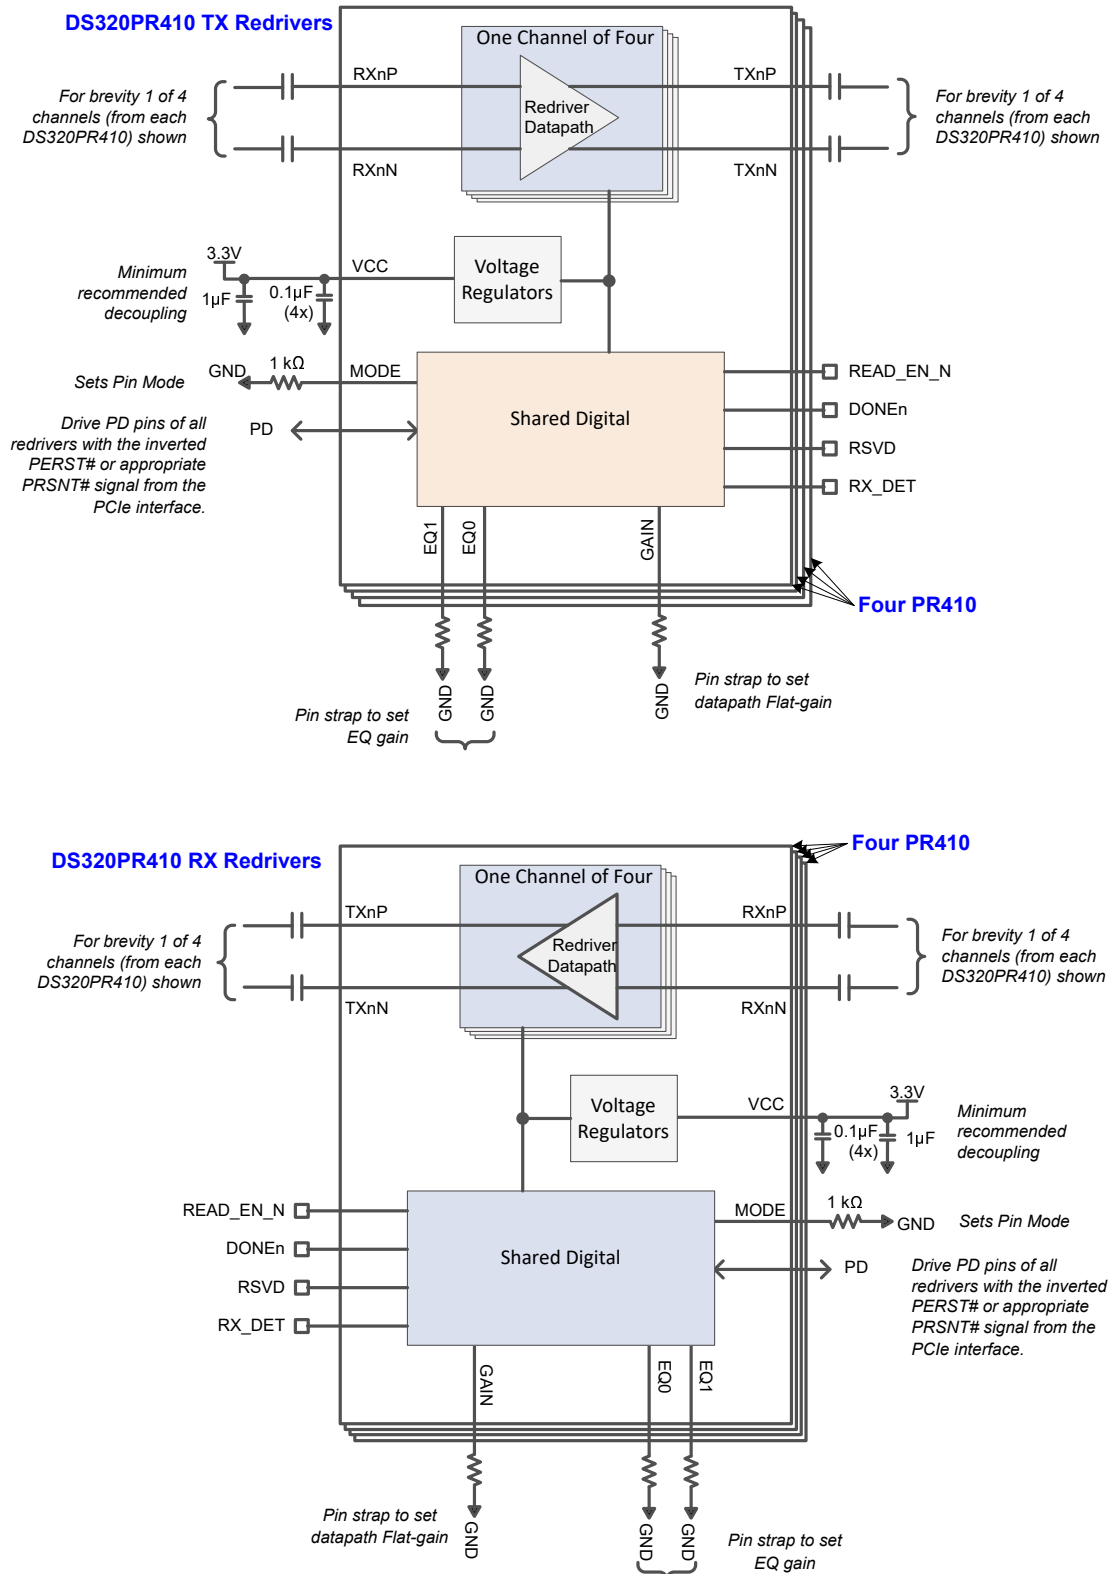 DS320PR410 TX Redrivers
One Channel of Four
RXnP
TXnP
For brevity 1 of 4
channels (from each
DS320PR410) shown
Redriver
Datapath
For brevity 1 of 4
channels (from each
DS320PR410) shown
RXnN
TXnN
3.3V
VCC
Voltage
Regulators
Minimum
recommended
decoupling
1µF
0.1µF
(4x)
GND
1 kΩ
MODE
Sets Pin Mode
READ_EN_N
Shared Digital
DONEn
Drive PD pins of all
redrivers with the inverted
PERST# or appropriate
PRSNT# signal from the
PCIe interface.
PD
RSVD
RX_DET
EQ1
EQ0
GAIN
Four PR410
GND
GND
GND
Pin strap to set
EQ gain
Pin strap to set
datapath Flat-gain
DS320PR410 RX Redrivers
Four PR410
One Channel of Four
TXnP
RXnP
For brevity 1 of 4
channels (from each
DS320PR410) shown
Redriver
Datapath
For brevity 1 of 4
channels (from each
DS320PR410) shown
TXnN
RXnN
Voltage
Regulators
VCC
3.3V
0.1µF
(4x)
1µF
Minimum
recommended
decoupling
READ_EN_N
MODE
1 kΩ
GND
Sets Pin Mode
DONEn
Shared Digital
PD
Drive PD pins of all
redrivers with the inverted
PERST# or appropriate
PRSNT# signal from the
PCIe interface.
RSVD
RX_DET
GAIN
EQ0
EQ1
Pin strap to set
datapath Flat-gain
GND
GND
GND
Pin strap to set
EQ gain